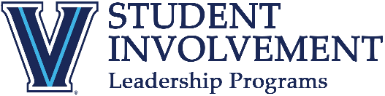 V
STUDENT
INVOLVEMENT
Leadership Programs